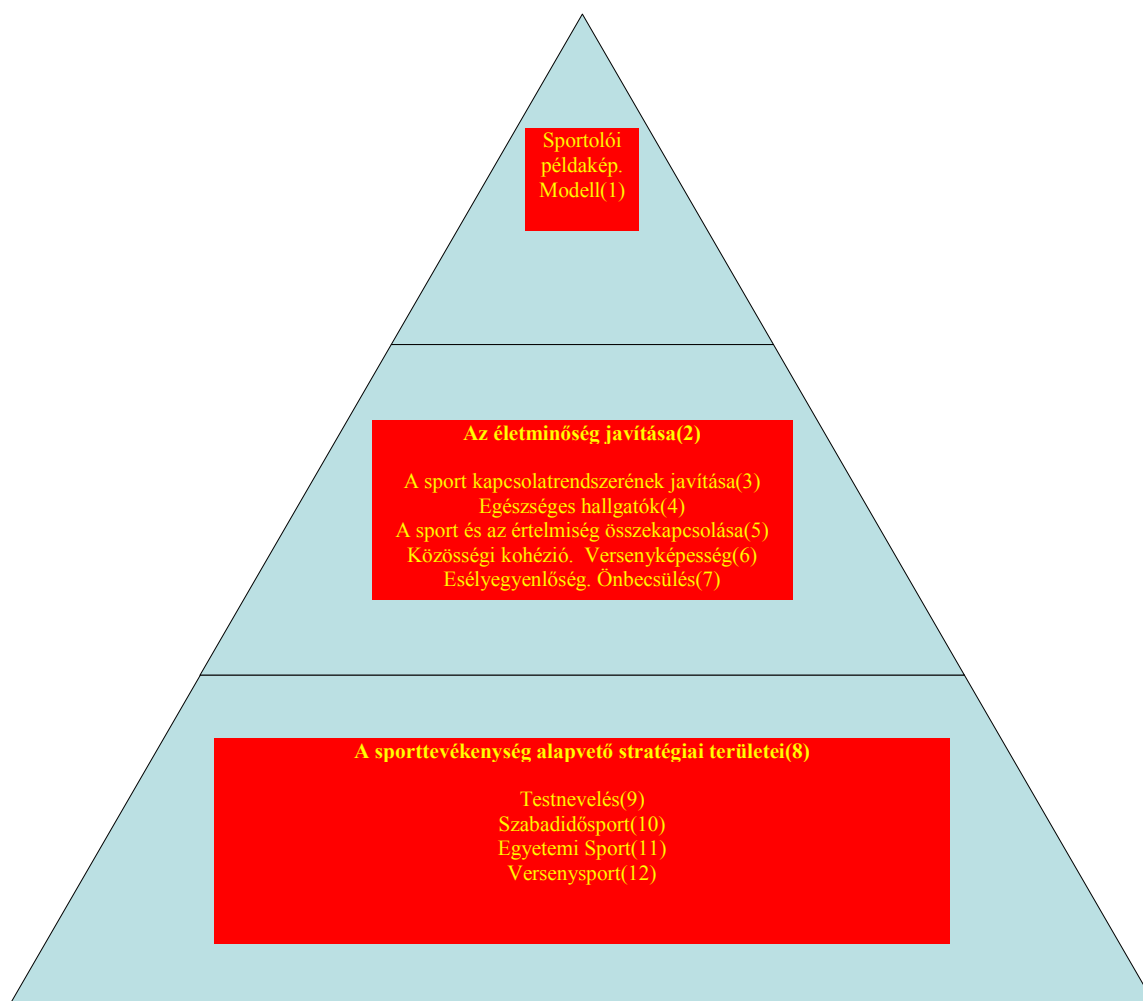 Sportolói
példakép.
Modell(1)
Az életminőség javítása(2)
A sport kapcsolatrendszerének javítása(3)
Egészséges hallgatók(4)
A sport és az értelmiség összekapcsolása(5)
Közösségi kohézió. Versenyképesség(6)
Esélyegyenlőség. Önbecsülés(7)
A sporttevékenység alapvető stratégiai területei(8)
Testnevelés(9)
Szabadidősport(10)
Egyetemi Sport(11)
Versenysport(12)